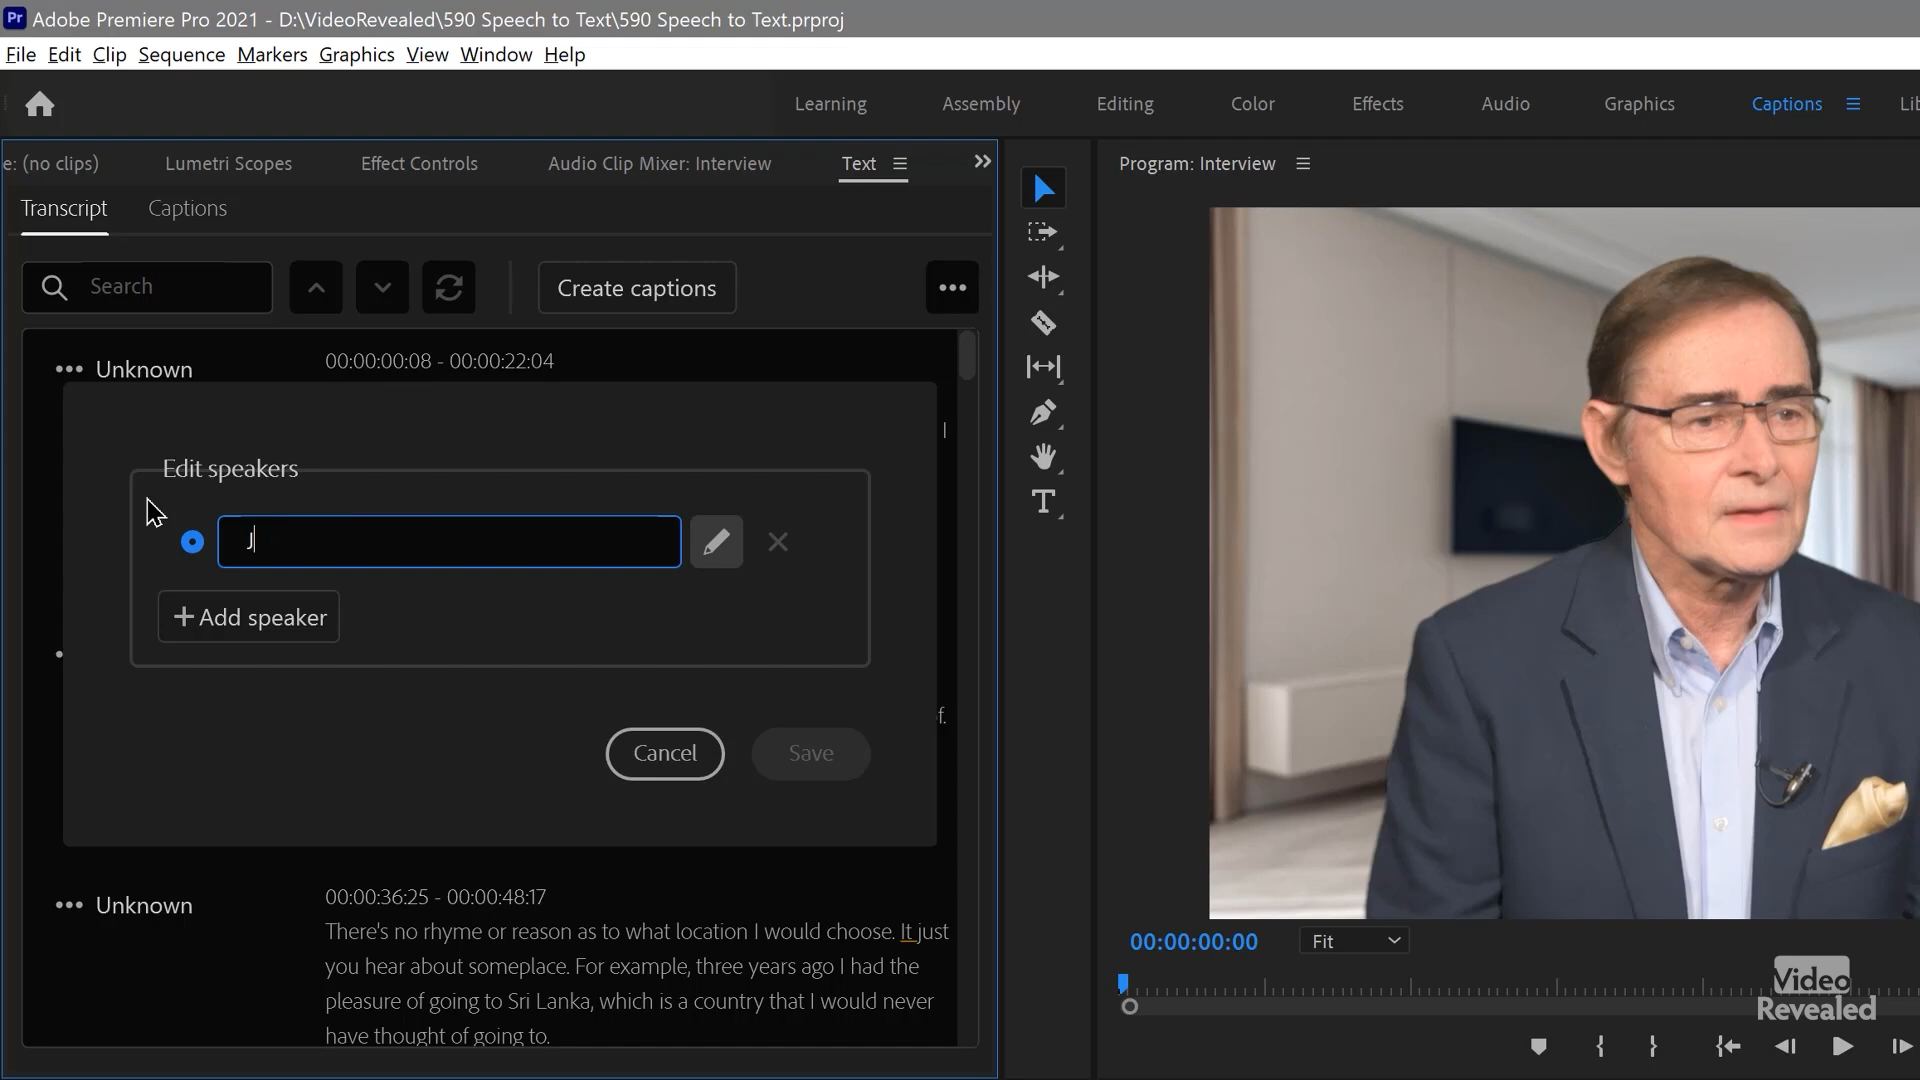 Pr Adobe Premiere Pro 2021 - D:\VideoRevealed\590 Speech to Text\590 Speech to Text.prproj
File Edit Clip Sequence Markers Graphics View Window Help
Learning Assembly Editing Color Effects Audio Graphics Captions Lib
e: (no clips) Lumetri Scopes Effect Controls Audio Clip Mixer: Interview Text
Program: Interview
Transcript Captions
Search Create captions
Unknown 00:00:00:08 - 00:00:22:04
I
Edit speakers
J
+ Add speaker
f.
Cancel Save
Unknown 00:00:36:25 - 00:00:48:17
There's no rhyme or reason as to what location I would choose. It just
you hear about someplace. For example, three years ago I had the
pleasure of going to Sri Lanka, which is a country that I would never
have thought of going to.
00:00:00:00 Fit
Video
Revealed